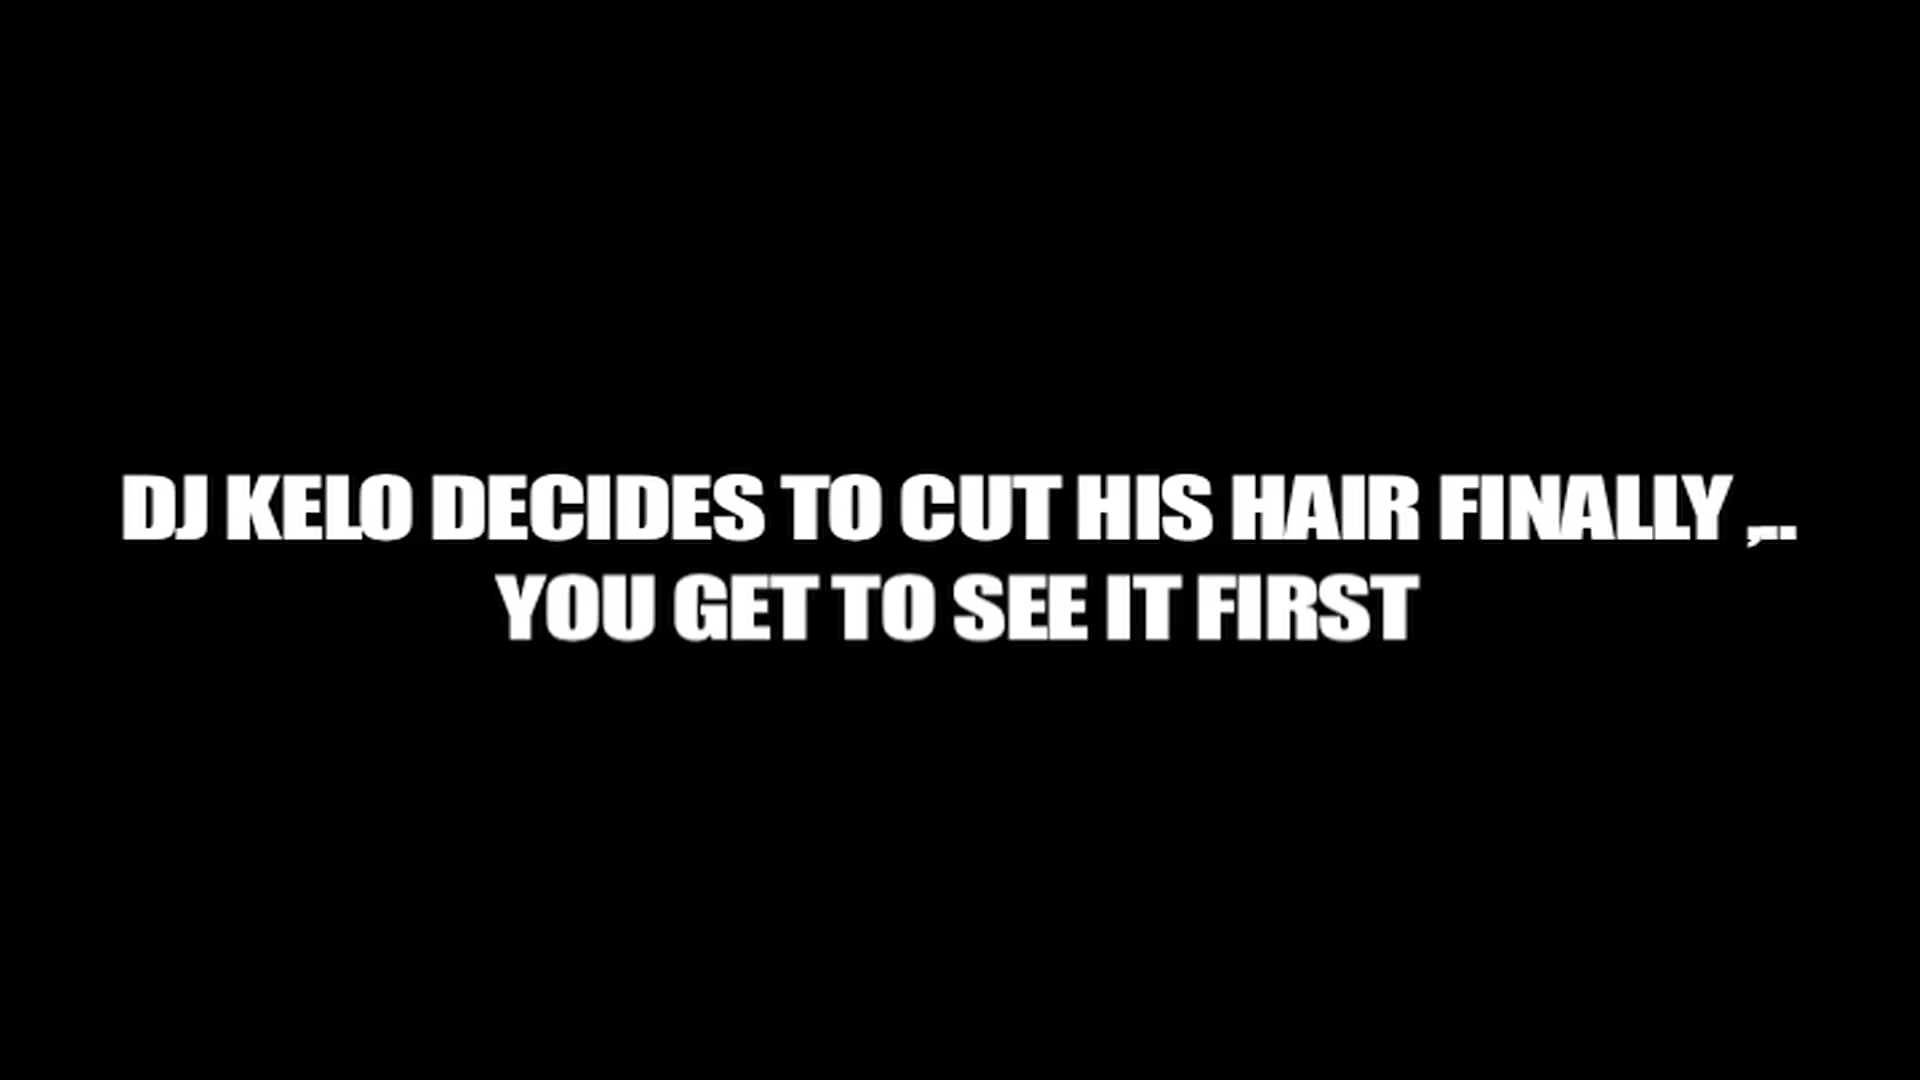 DJ KELO DECIDES TO CUT HIS HAIR FINALLY ,..
YOU GET TO SEE IT FIRST